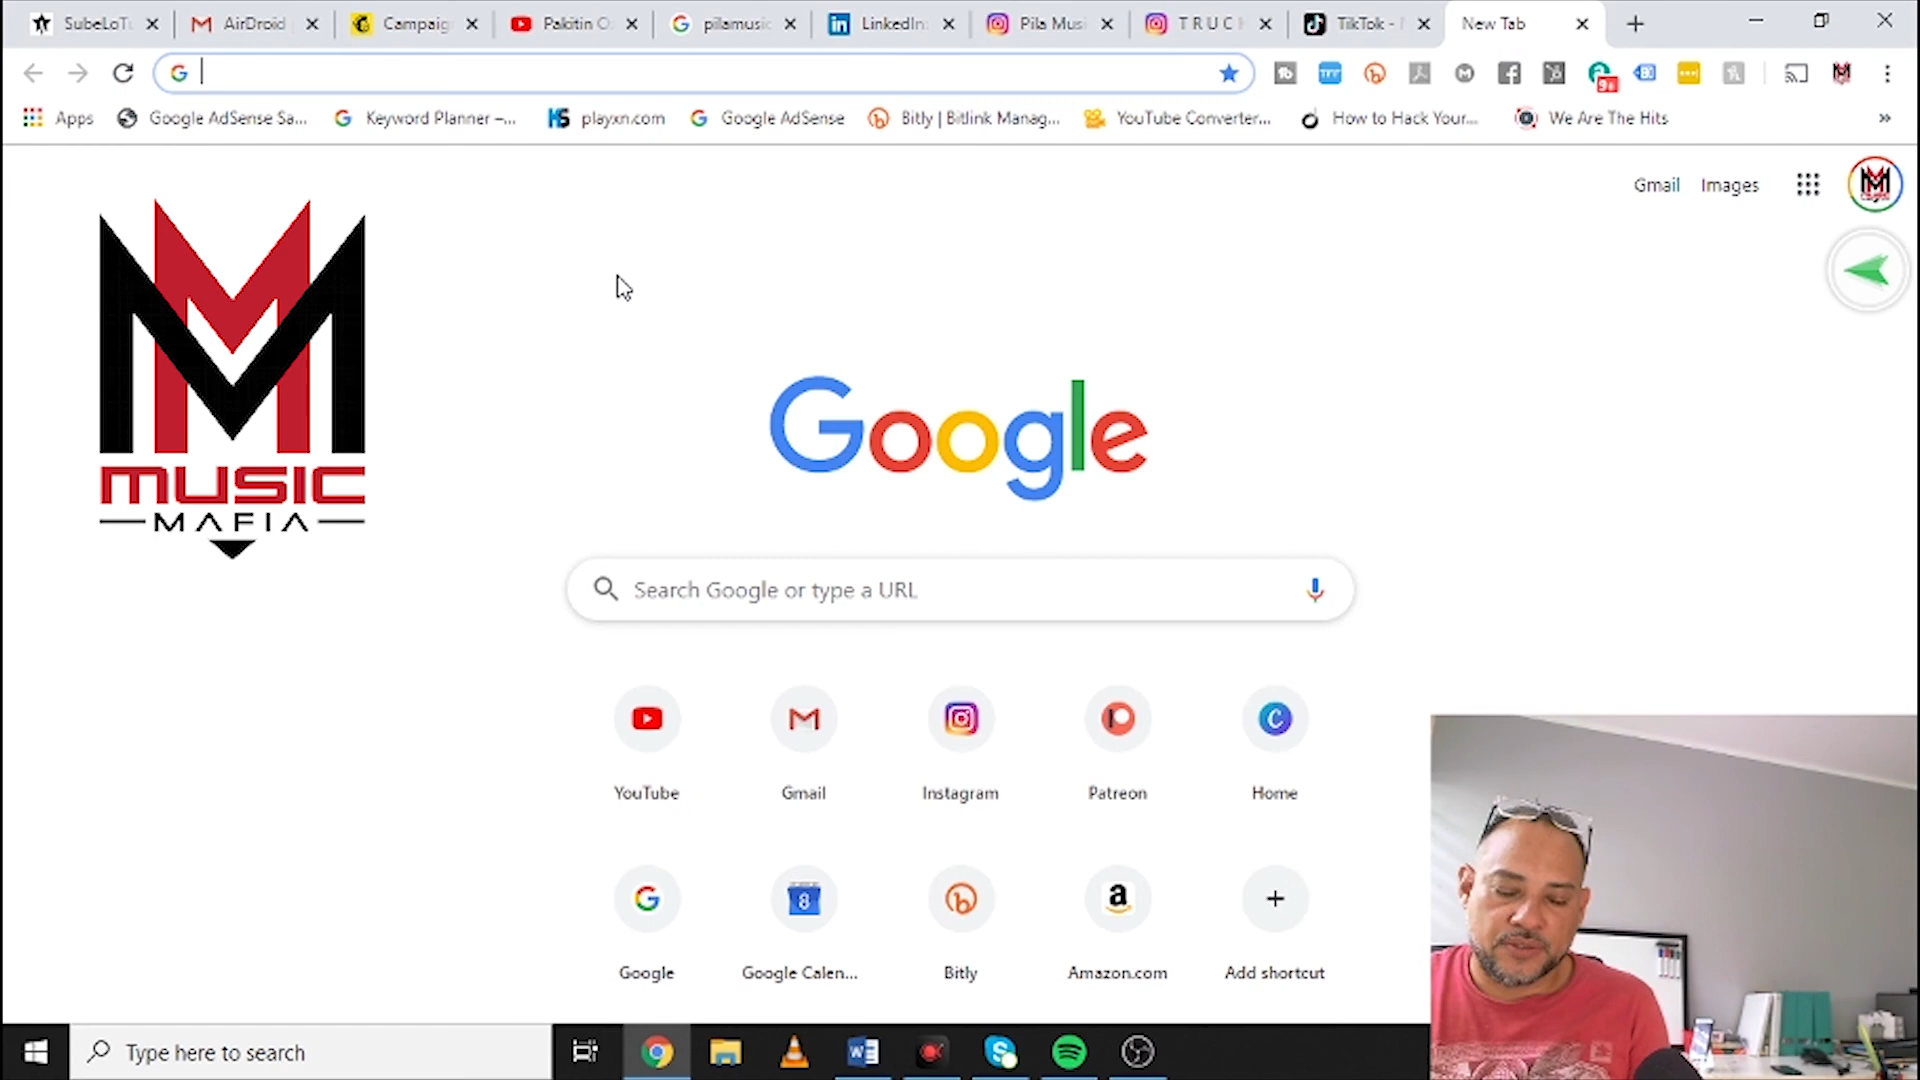 SubeLoTu
AirDroid
Campaig
Pakitin O
pilamusic
LinkedIn
Pila Musi
T R U C
TikTok -
New Tab
Apps
Google AdSense Sa...
Keyword Planner –...
playxn.com
Google AdSense
Bitly | Bitlink Manag...
YouTube Converter...
How to Hack Your...
We Are The Hits
»
Gmail
Images
MUSIC
MAFIA
Google
Search Google or type a URL
YouTube
Gmail
Instagram
Patreon
Home
Google
Google Calen...
Bitly
Amazon.com
Add shortcut
Type here to search